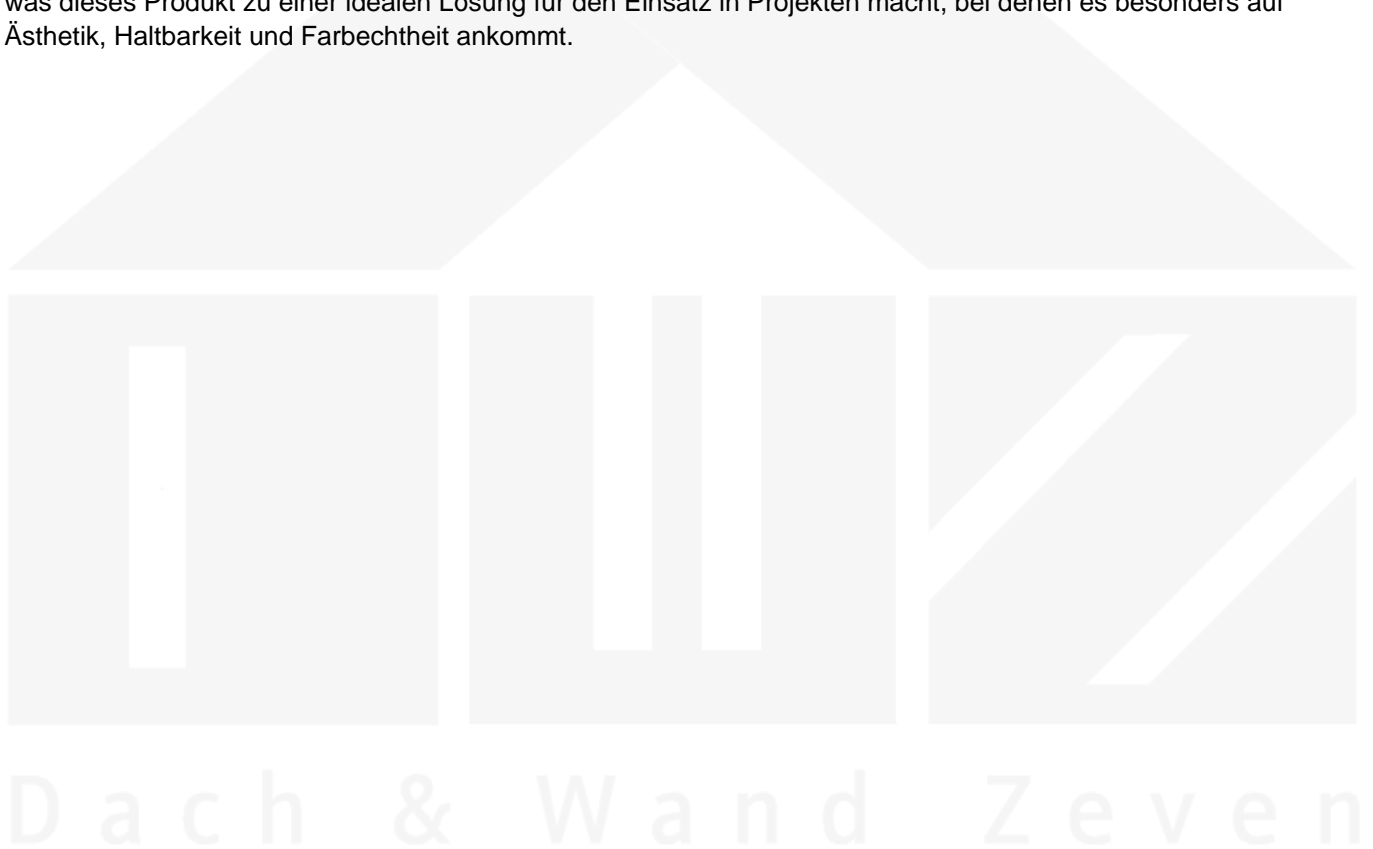 was dieses Produkt zu einer idealen Lösung für den Einsatz in Projekten macht, bei denen es besonders auf
Ästhetik, Haltbarkeit und Farbechtheit ankommt.
Dach & Wand Zeven